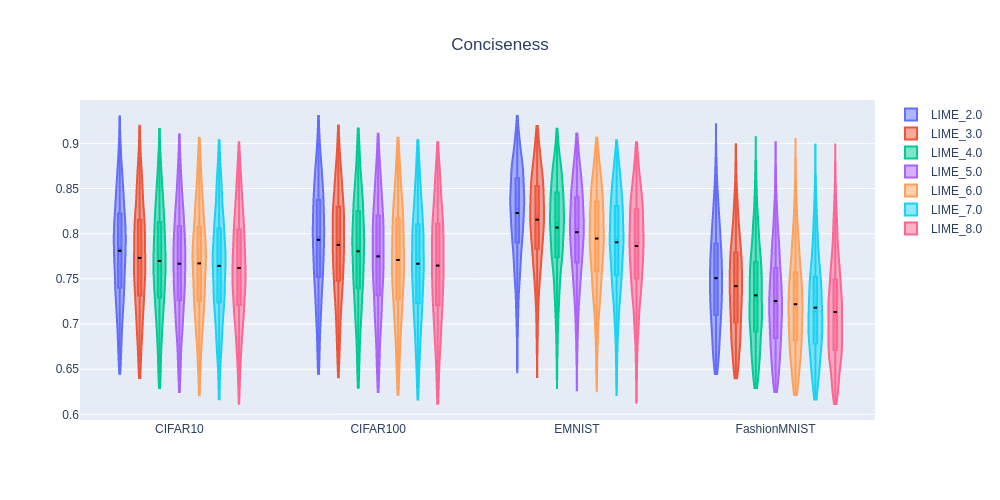 Conciseness
0.9
0.85
0.8
0.75
0.7
0.65
0.6
CIFAR10 CIFAR100 EMNIST FashionMNIST
LIME_2.0
LIME_3.0
LIME_4.0
LIME_5.0
LIME_6.0
LIME_7.0
LIME_8.0